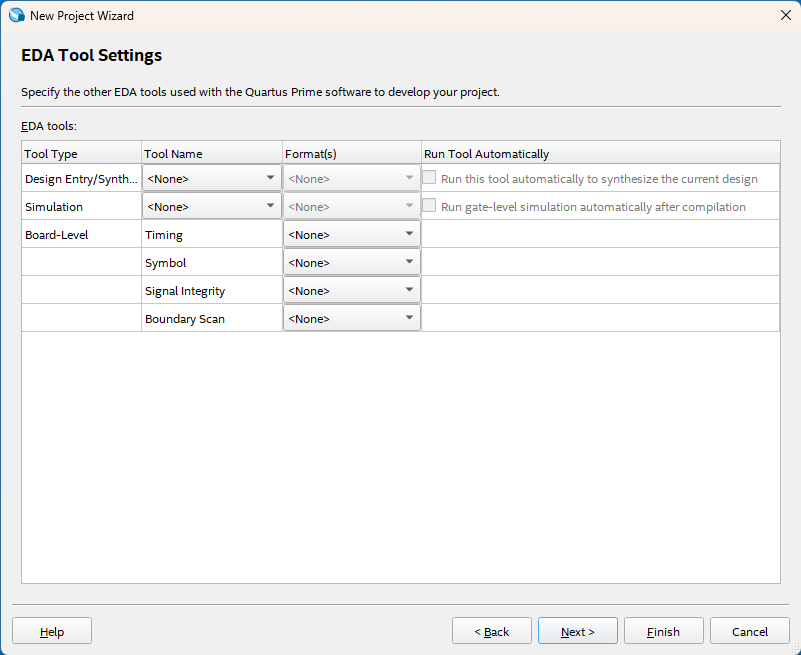 New Project Wizard
EDA Tool Settings
Specify the other EDA tools used with the Quartus Prime software to develop your project.
EDA tools:
Tool Type Tool Name Format(s) Run Tool Automatically
Design Entry/Synth... <None> <None> Run this tool automatically to synthesize the current design
Simulation <None> <None> Run gate-level simulation automatically after compilation
Board-Level Timing <None>
Symbol <None>
Signal Integrity <None>
Boundary Scan <None>
Help < Back Next > Finish Cancel